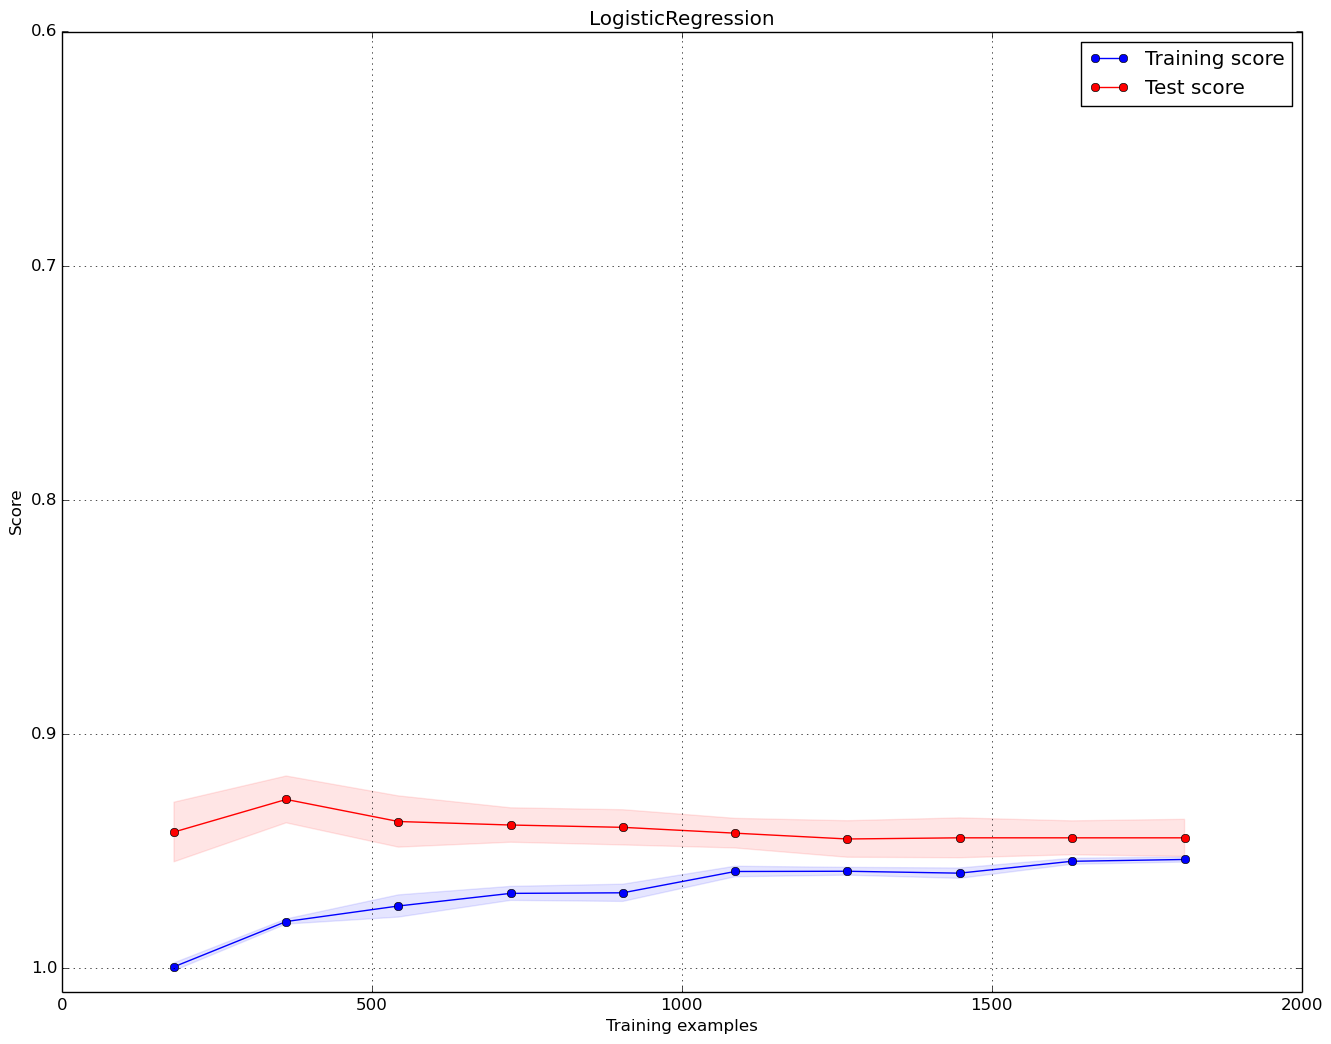 LogisticRegression
0.6
Training score
Test score
0.7
0.8
Score
0.9
1.0
0 500 1000 1500 2000
Training examples